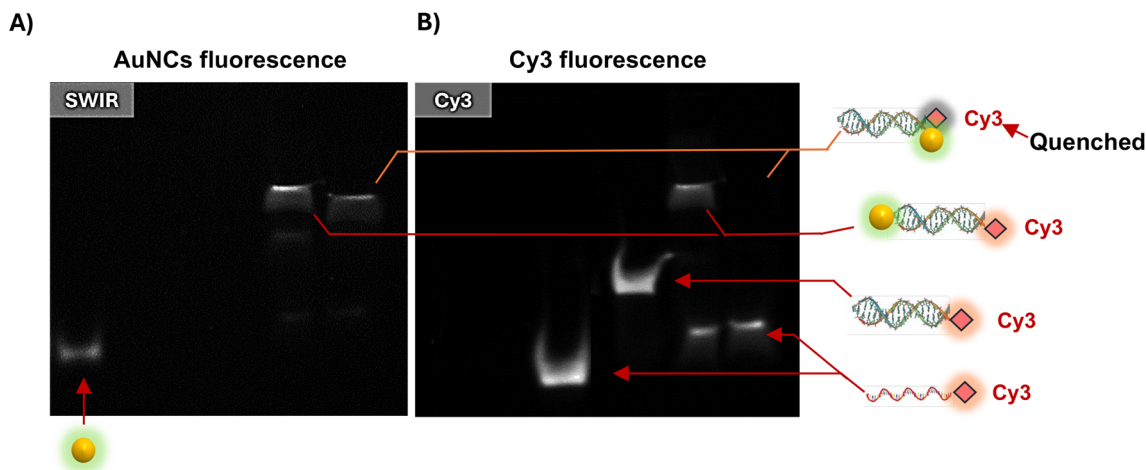 A)
B)
AuNCs fluorescence
Cy3 fluorescence
SWIR
Cy3
Cy3
Quenched
Cy3
Cy3
Cy3